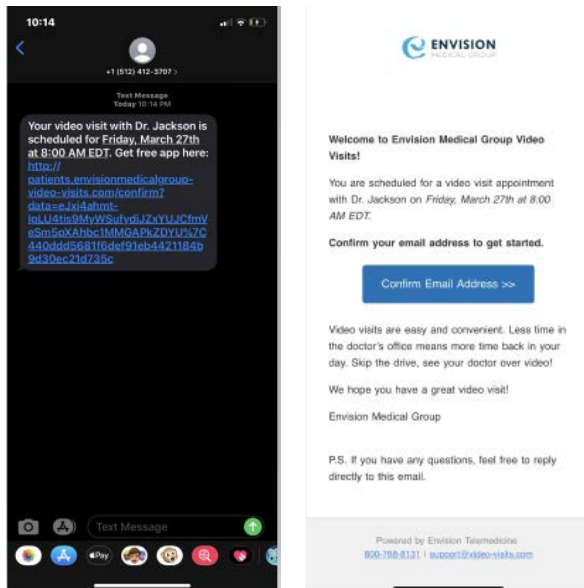 10:14
+1 (512) 412-3707 >
Text Message
Today 10:14 PM
Your video visit with Dr. Jackson is
scheduled for Friday, March 27th
at 8:00 AM EDT. Get free app here:
http://
patients.envisionmedicalgroup-
video-visits.com/confirm?
data=eJxj4ahmt-
IpLU4tis9MyWSufydiJZxYUJCfmV
eSm5pXAhbc1MMGAPkZDYU%7C
440ddd5681f6def91eb4421184b
9d30ec21d735c
Text Message
Pay
ENVISION
MEDICAL GROUP
Welcome to Envision Medical Group Video
Visits!
You are scheduled for a video visit appointment
with Dr. Jackson on Friday, March 27th at 8:00
AM EDT.
Confirm your email address to get started.
Confirm Email Address >>
Video visits are easy and convenient. Less time in
the doctor's office means more time back in your
day. Skip the drive, see your doctor over video!
We hope you have a great video visit!
Envision Medical Group
P.S. If you have any questions, feel free to reply
directly to this email.
Powered by Envision Telemedicine
800-788-8131 | support@video-visits.com